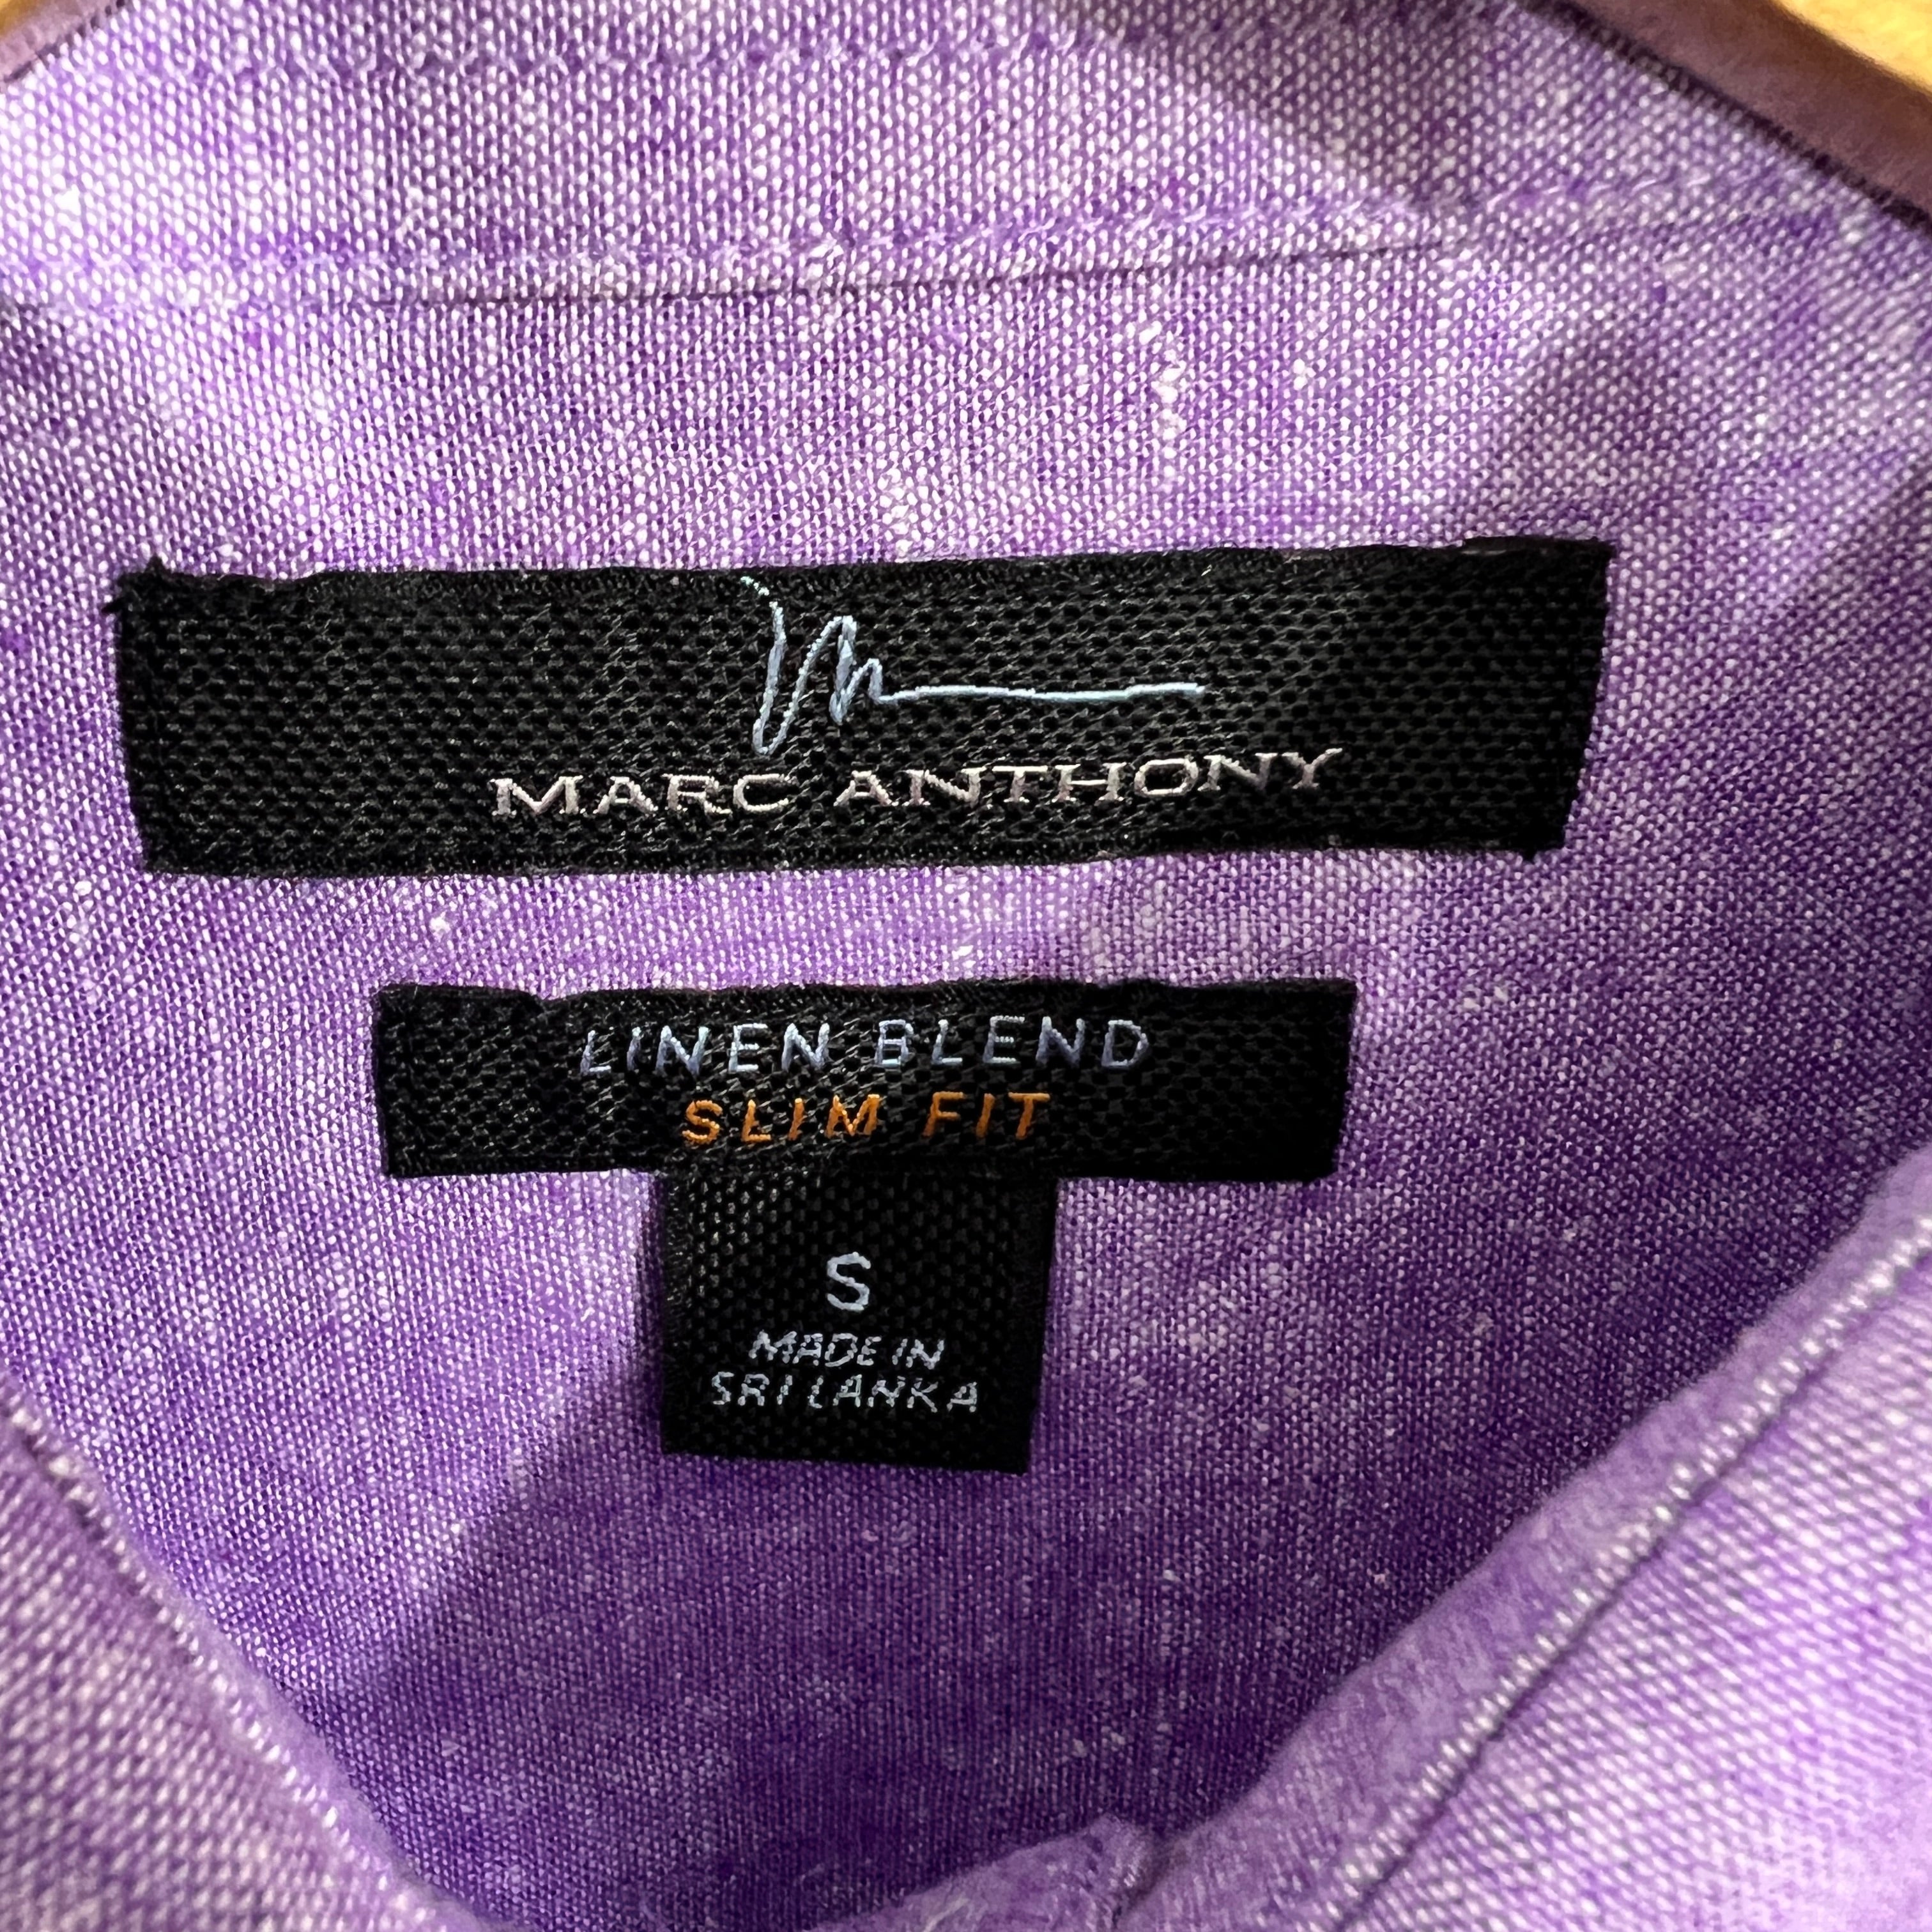 MARC ANTHONY
LINEN BLEND
SLIM FIT
S
MADE IN
SRI LANKA